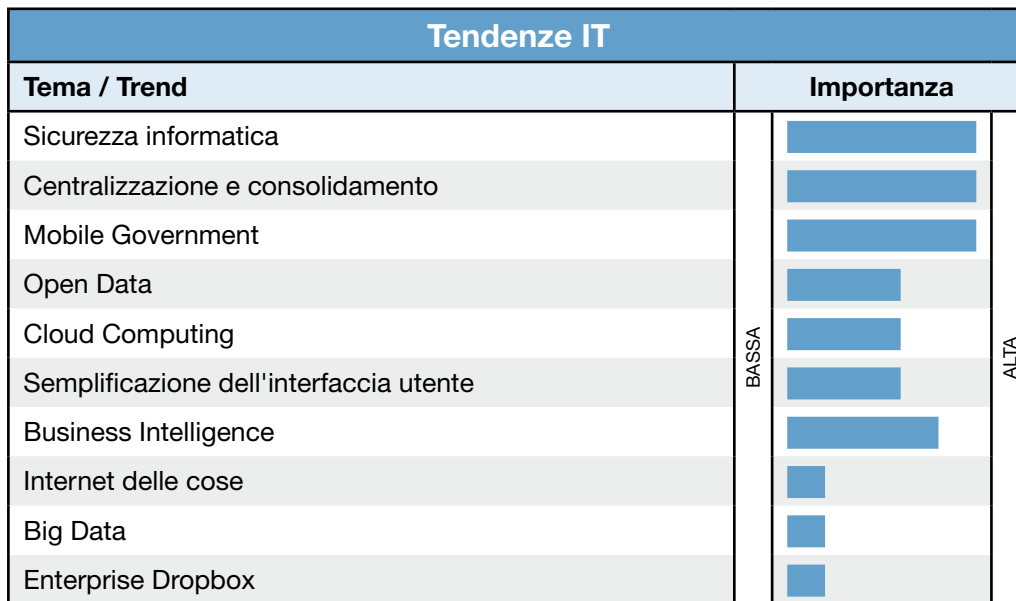 Tendenze IT
Tema / Trend Importanza
Sicurezza informatica
Centralizzazione e consolidamento
Mobile Government
Open Data
Cloud Computing
Semplificazione dell'interfaccia utente
Business Intelligence
Internet delle cose
Big Data
Enterprise Dropbox
BASSA
ALTA